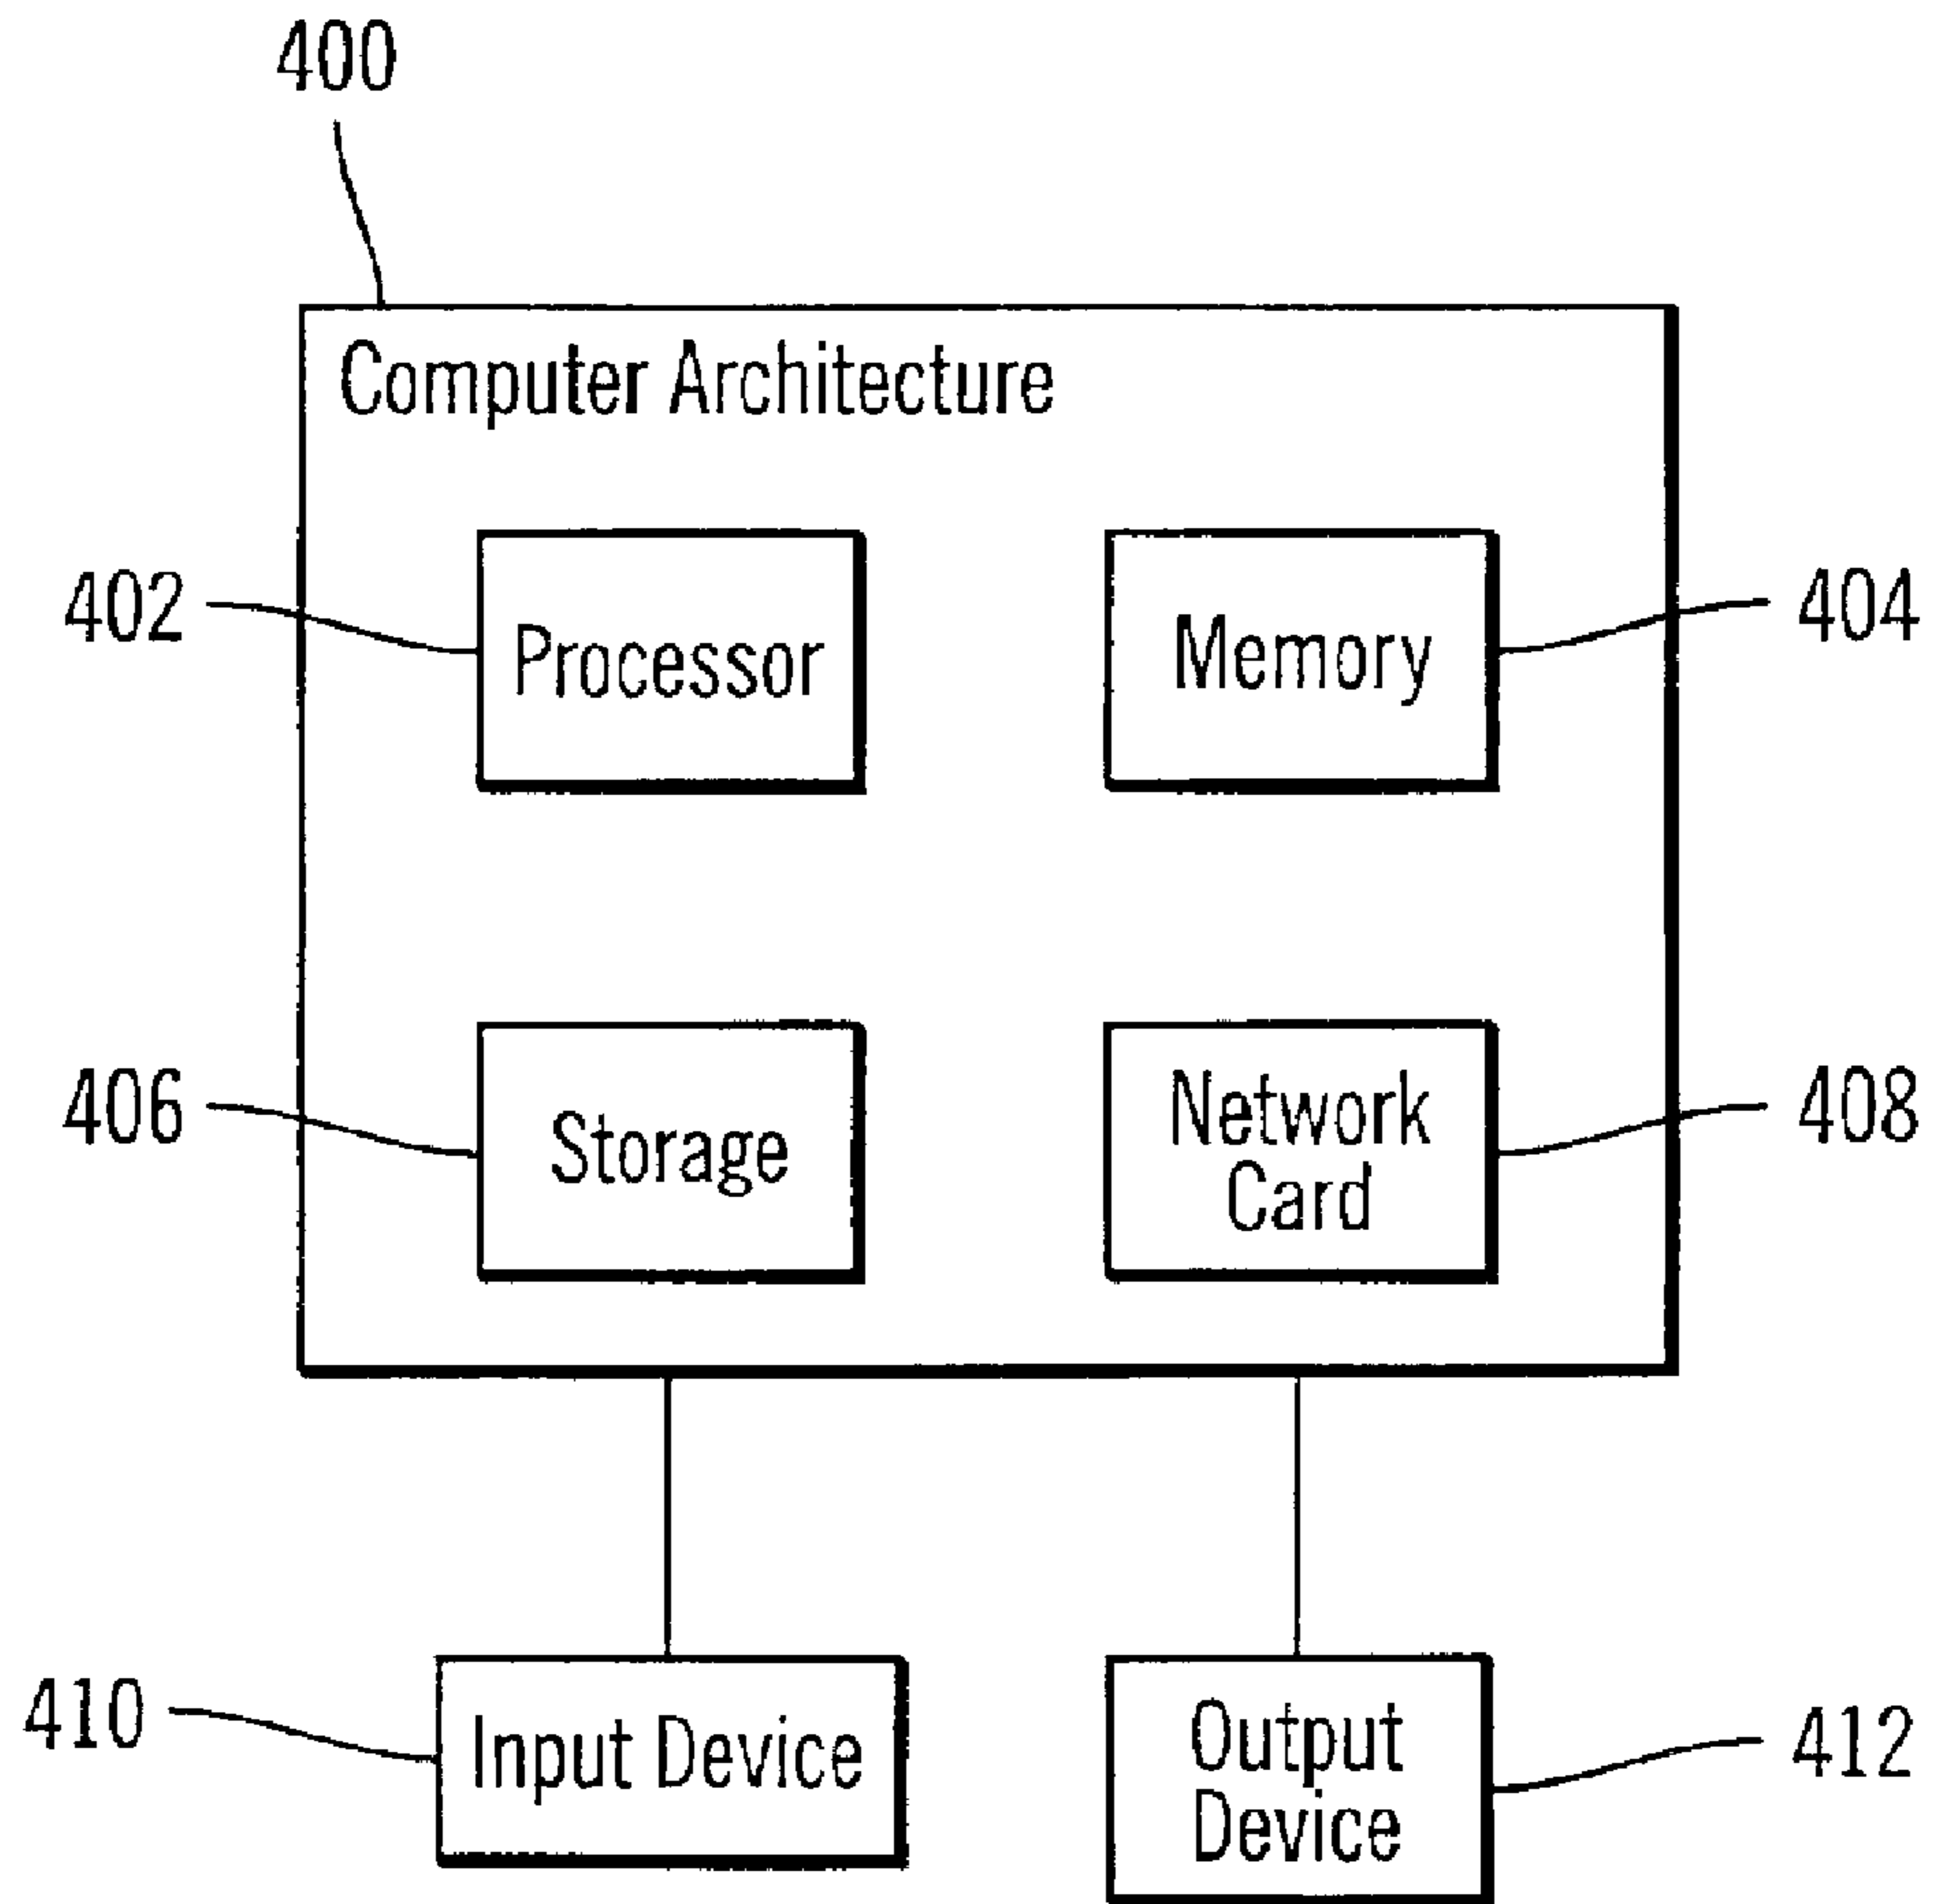 400
Computer Architecture
402
Processor
Memory
404
406
Storage
Network
Card
408
410
Input Device
Output
Device
412